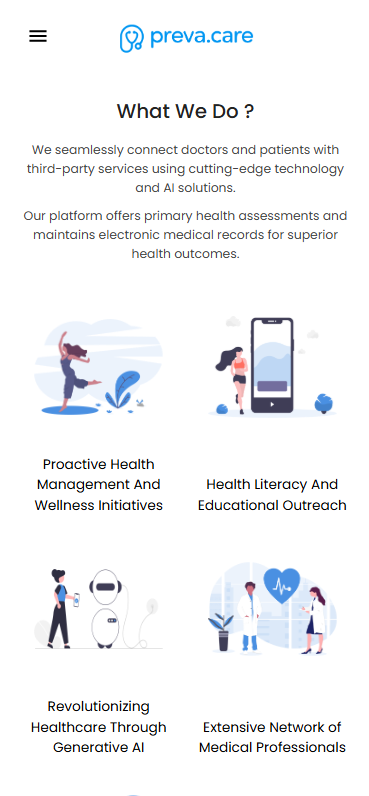 preva.care
What We Do ?
We seamlessly connect doctors and patients with
third-party services using cutting-edge technology
and AI solutions.
Our platform offers primary health assessments and
maintains electronic medical records for superior
health outcomes.
Proactive Health
Management And
Wellness Initiatives
Health Literacy And
Educational Outreach
Revolutionizing
Healthcare Through
Generative AI
Extensive Network of
Medical Professionals